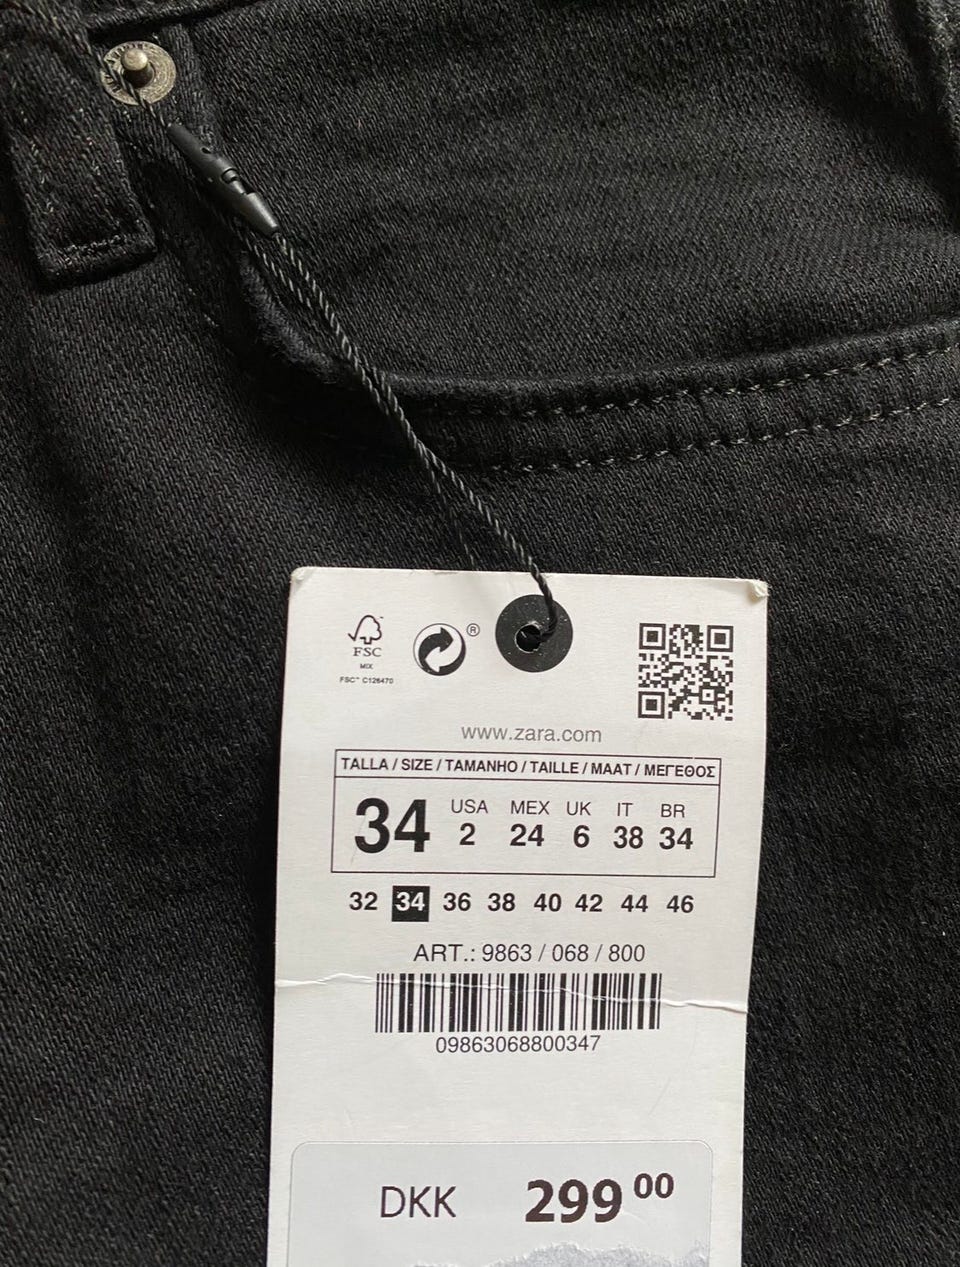 FSC
MIX
FSC™ C126470
®
www.zara.com
TALLA / SIZE / TAMANHO / TAILLE / MAAT / ΜΕΓΕΘΟΣ
34 USA MEX UK IT BR
2 24 6 38 34
32 34 36 38 40 42 44 46
ART.: 9863 / 068 / 800
09863068800347
DKK 299 00